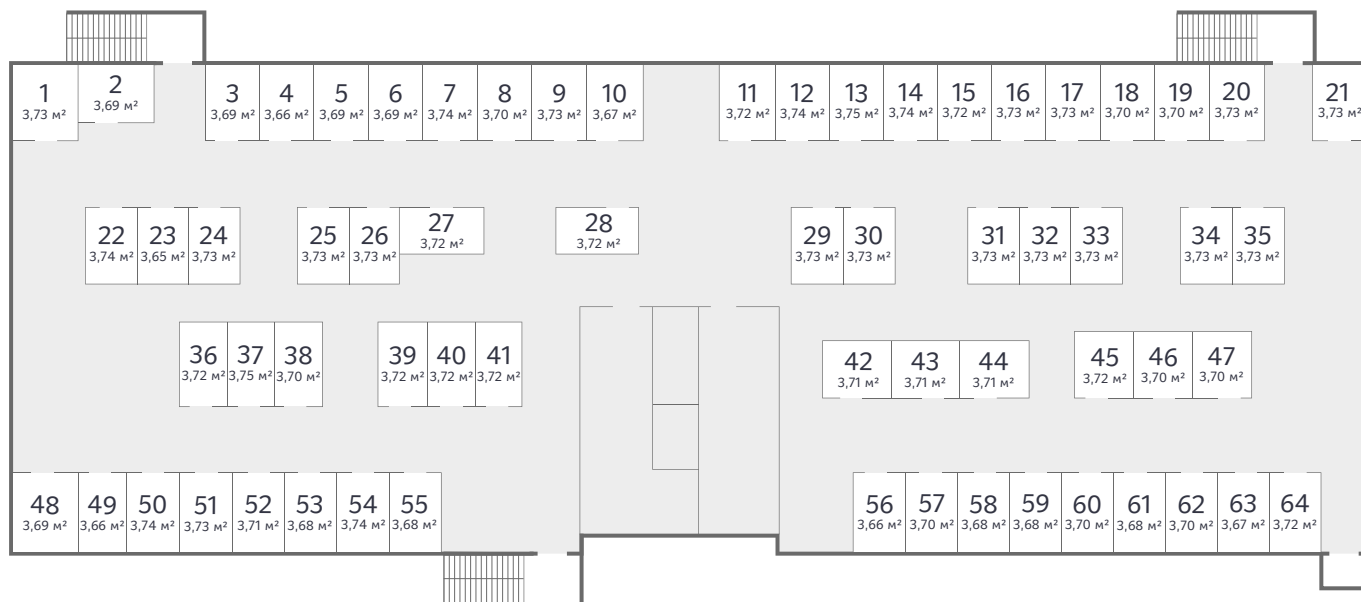 1
3,73 м²
2
3,69 м²
3
3,69 м²
4
3,66 м²
5
3,69 м²
6
3,69 м²
7
3,74 м²
8
3,70 м²
9
3,73 м²
10
3,67 м²
11
3,72 м²
12
3,74 м²
13
3,75 м²
14
3,74 м²
15
3,72 м²
16
3,73 м²
17
3,73 м²
18
3,70 м²
19
3,70 м²
20
3,73 м²
21
3,73 м²
22
3,74 м²
23
3,65 м²
24
3,73 м²
25
3,73 м²
26
3,73 м²
27
3,72 м²
28
3,72 м²
29
3,73 м²
30
3,73 м²
31
3,73 м²
32
3,73 м²
33
3,73 м²
34
3,73 м²
35
3,73 м²
36
3,72 м²
37
3,75 м²
38
3,70 м²
39
3,72 м²
40
3,72 м²
41
3,72 м²
42
3,71 м²
43
3,71 м²
44
3,71 м²
45
3,72 м²
46
3,70 м²
47
3,70 м²
48
3,69 м²
49
3,66 м²
50
3,74 м²
51
3,73 м²
52
3,71 м²
53
3,68 м²
54
3,74 м²
55
3,68 м²
56
3,66 м²
57
3,70 м²
58
3,68 м²
59
3,68 м²
60
3,70 м²
61
3,68 м²
62
3,70 м²
63
3,67 м²
64
3,72 м²